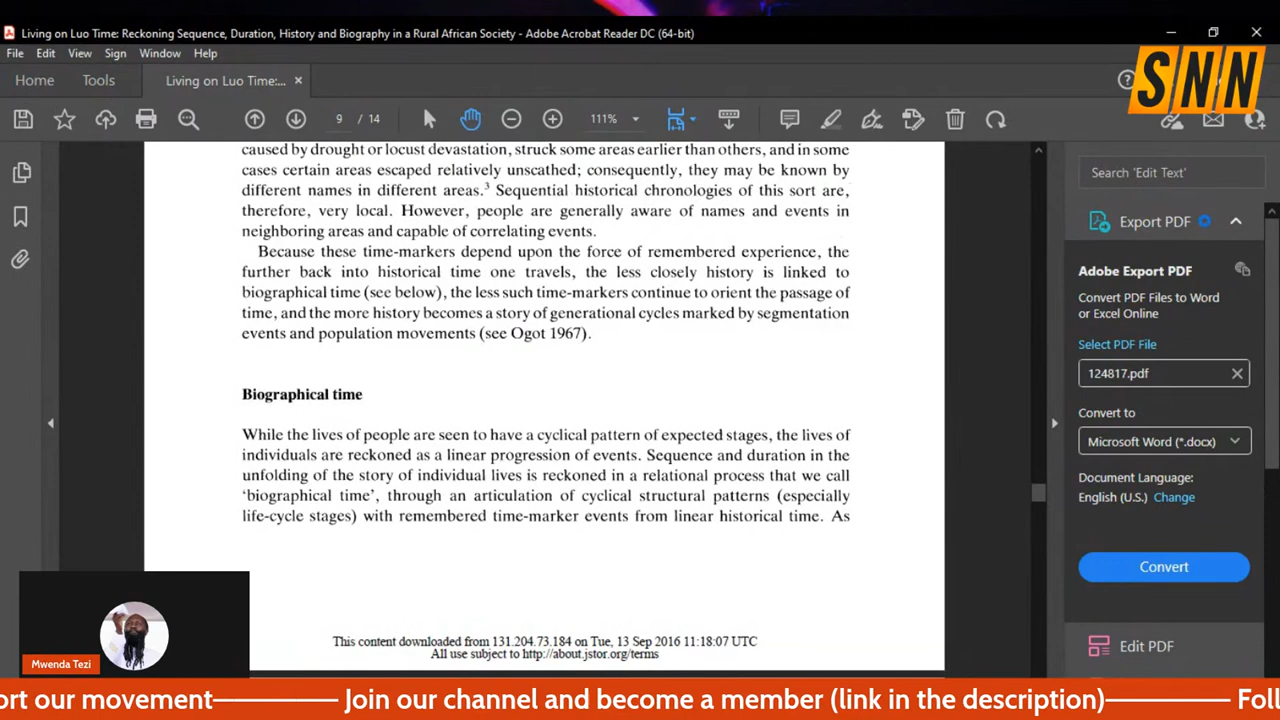 Living on Luo Time: Reckoning Sequence, Duration, History and Biography in a Rural African Society - Adobe Acrobat Reader DC (64-bit)
File Edit View Sign Window Help
Home Tools Living on Luo Time:... ×
SNN
9 / 14 111%
caused by drought or locust devastation, struck some areas earlier than others, and in some
cases certain areas escaped relatively unscathed; consequently, they may be known by
different names in different areas.³ Sequential historical chronologies of this sort are,
therefore, very local. However, people are generally aware of names and events in
neighboring areas and capable of correlating events.
Because these time-markers depend upon the force of remembered experience, the
further back into historical time one travels, the less closely history is linked to
biographical time (see below), the less such time-markers continue to orient the passage of
time, and the more history becomes a story of generational cycles marked by segmentation
events and population movements (see Ogot 1967).
Biographical time
While the lives of people are seen to have a cyclical pattern of expected stages, the lives of
individuals are reckoned as a linear progression of events. Sequence and duration in the
unfolding of the story of individual lives is reckoned in a relational process that we call
'biographical time', through an articulation of cyclical structural patterns (especially
life-cycle stages) with remembered time-marker events from linear historical time. As
This content downloaded from 131.204.73.184 on Tue, 13 Sep 2016 11:18:07 UTC
All use subject to http://about.jstor.org/terms
Search 'Edit Text'
Export PDF
Adobe Export PDF
Convert PDF Files to Word
or Excel Online
Select PDF File
124817.pdf
Convert to
Microsoft Word (*.docx)
Document Language:
English (U.S.) Change
Convert
Edit PDF
Mwenda Tezi
ort our movement——————Join our channel and become a member (link in the description)——————Foll